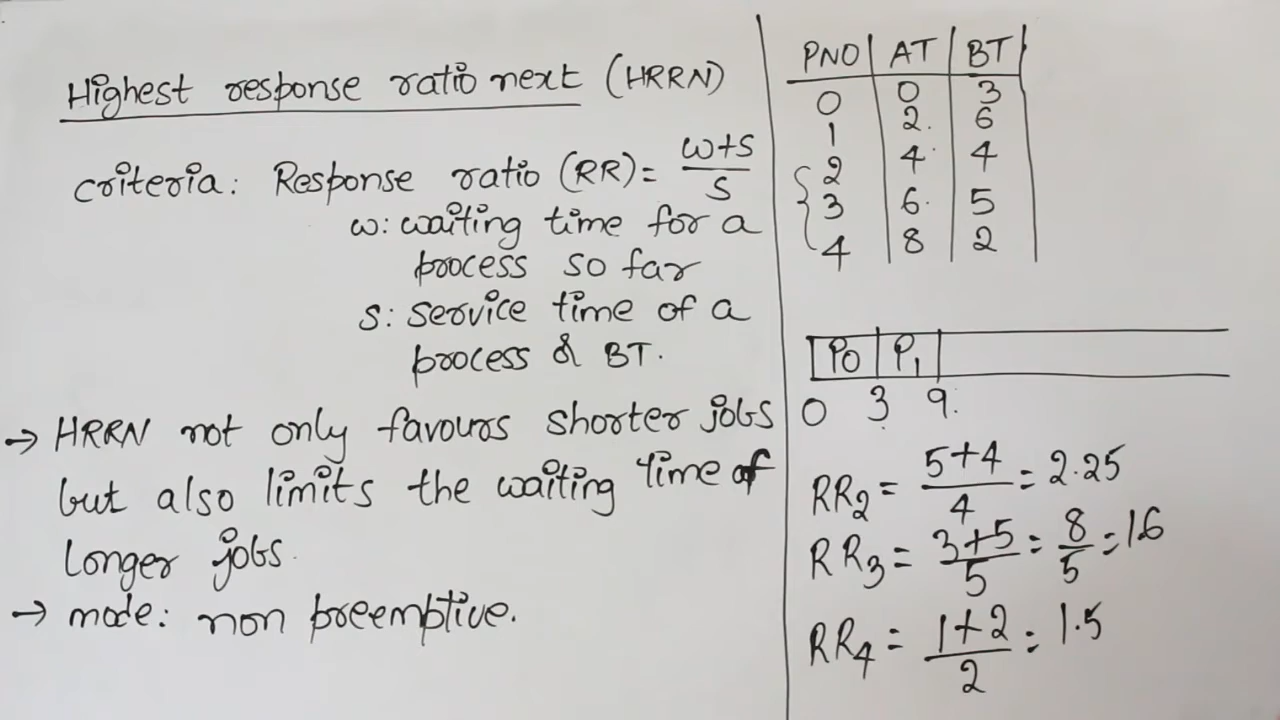 Highest response ratio next (HRRN)
criteria: Response ratio (RR) = w+s/s
w: waiting time for a
process so far
s: service time of a
process & BT.
→ HRRN not only favours shorter jobs
but also limits the waiting time of
longer jobs.
→ mode: non preemptive.
PNO AT BT
0 0 3
1 2 6
2 4 4
3 6 5
4 8 2
P0 P1
0 3 9
RR2 = 5+4/4 = 2.25
RR3 = 3+5/5 = 8/5 = 1.6
RR4 = 1+2/2 = 1.5